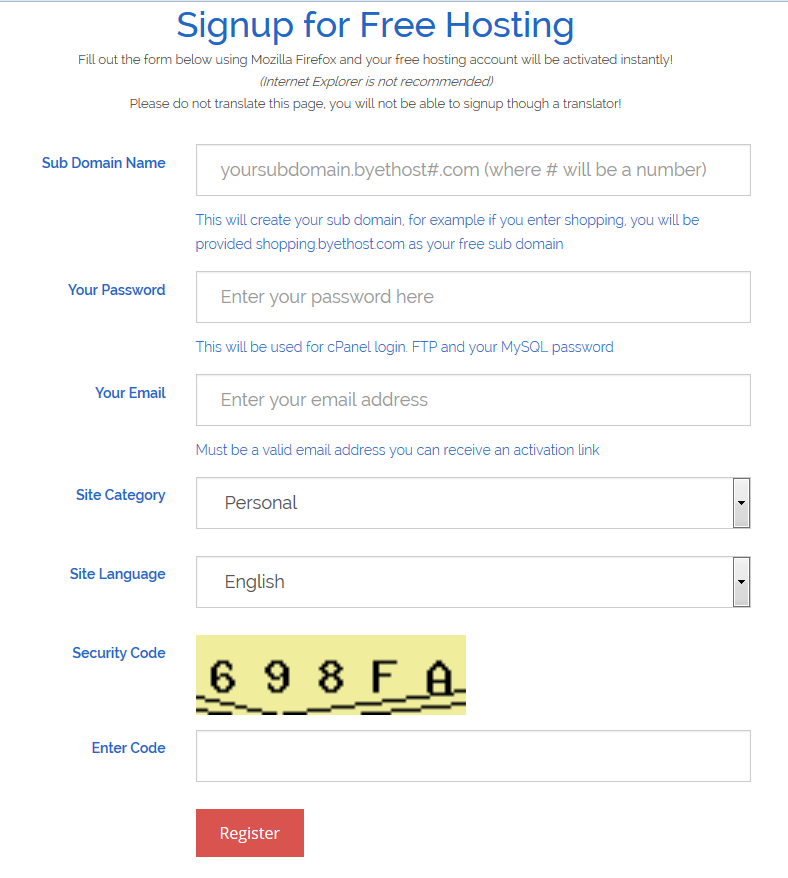 Signup for Free Hosting
Fill out the form below using Mozilla Firefox and your free hosting account will be activated instantly!
(Internet Explorer is not recommended)
Please do not translate this page, you will not be able to signup though a translator!
Sub Domain Name
yoursubdomain.byethost#.com (where # will be a number)
This will create your sub domain, for example if you enter shopping, you will be
provided shopping.byethost.com as your free sub domain
Your Password
Enter your password here
This will be used for cPanel login. FTP and your MySQL password
Your Email
Enter your email address
Must be a valid email address you can receive an activation link
Site Category
Personal
Site Language
English
Security Code
698FA
Enter Code
Register